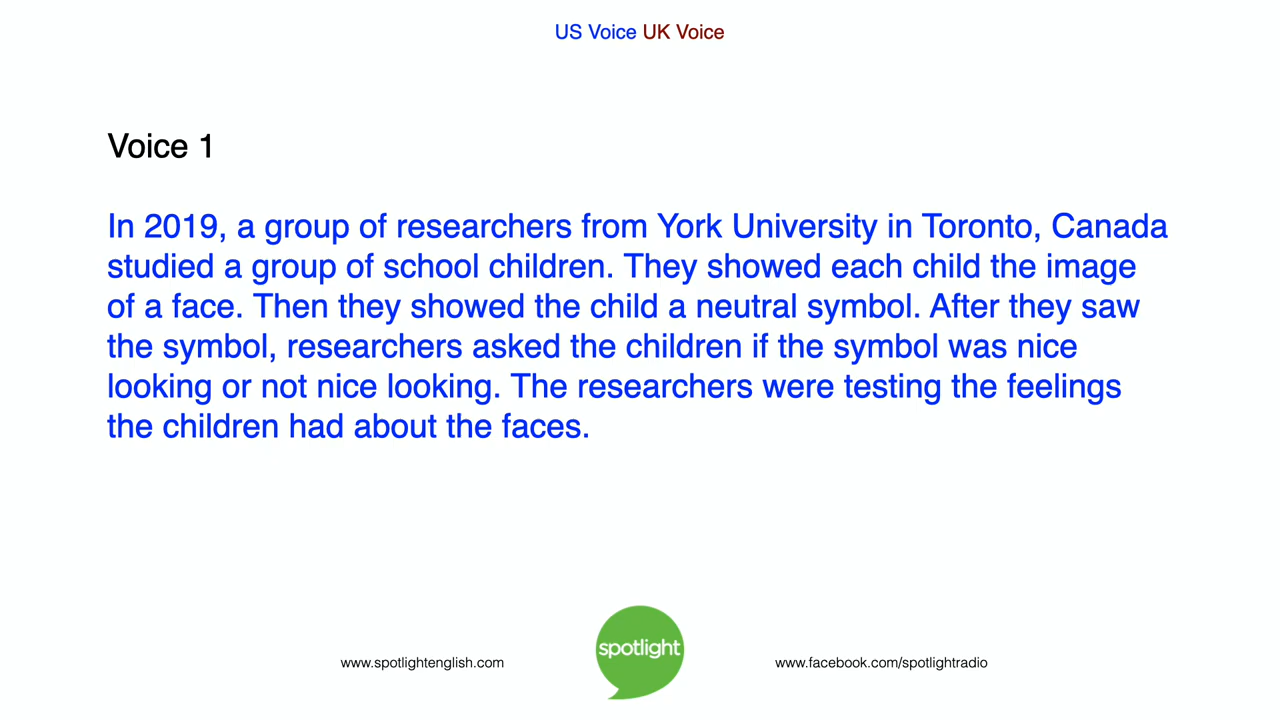 US Voice UK Voice
Voice 1
In 2019, a group of researchers from York University in Toronto, Canada
studied a group of school children. They showed each child the image
of a face. Then they showed the child a neutral symbol. After they saw
the symbol, researchers asked the children if the symbol was nice
looking or not nice looking. The researchers were testing the feelings
the children had about the faces.
www.spotlightenglish.com
spotlight
www.facebook.com/spotlightradio